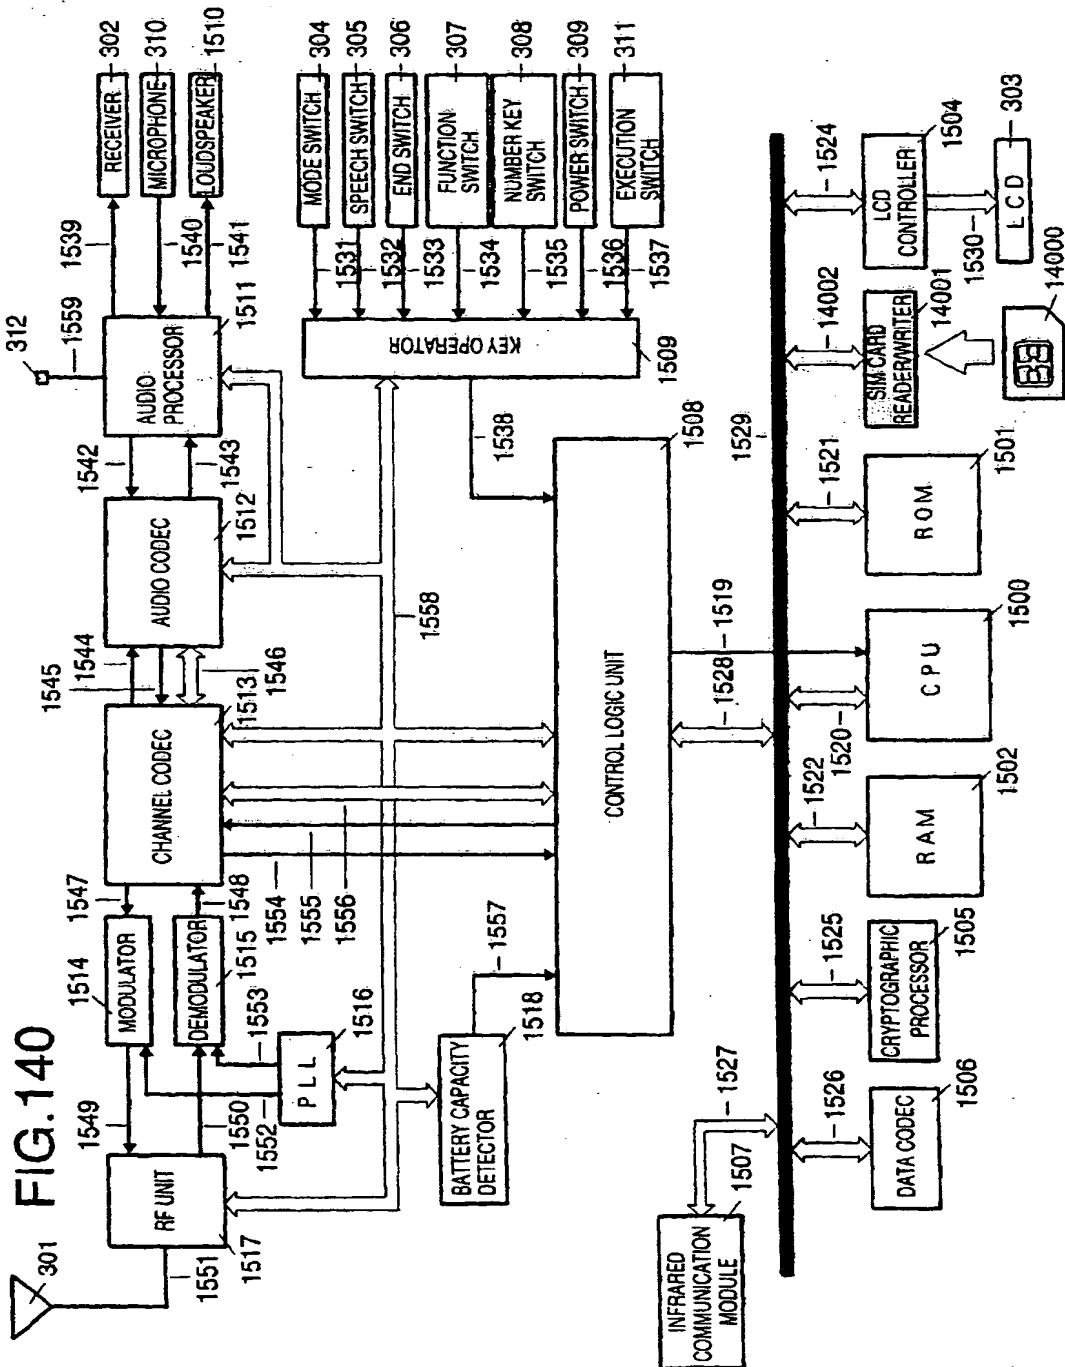 FIG.140
301
1551
RF UNIT
1517
1549
1550
1552
1553
1514
MODULATOR
DEMODULATOR
1515
PLL
1516
1547
1548
CHANNEL CODEC
1513
1545
1544
1546
AUDIO CODEC
1512
1542
1543
AUDIO
PROCESSOR
1511
312
1559
1539
1540
1541
RECEIVER
302
MICROPHONE
310
LOUDSPEAKER
1510
1554
1555
1556
1558
BATTERY CAPACITY
DETECTOR
1518
1557
KEY OPERATOR
1509
1538
1531
1532
1533
1534
1535
1536
1537
MODE SWITCH
304
SPEECH SWITCH
305
END SWITCH
306
FUNCTION
SWITCH
307
NUMBER KEY
SWITCH
308
POWER SWITCH
309
EXECUTION
SWITCH
311
CONTROL LOGIC UNIT
1508
1528
1519
1529
INFRARED
COMMUNICATION
MODULE
1507
1527
DATA CODEC
1506
1526
CRYPTOGRAPHIC
PROCESSOR
1505
1525
RAM
1502
1522
1520
CPU
1500
ROM
1501
1521
SIM CARD
READER/WRITER
14001
14002
14000
LCD
CONTROLLER
1504
1524
1530
LCD
303